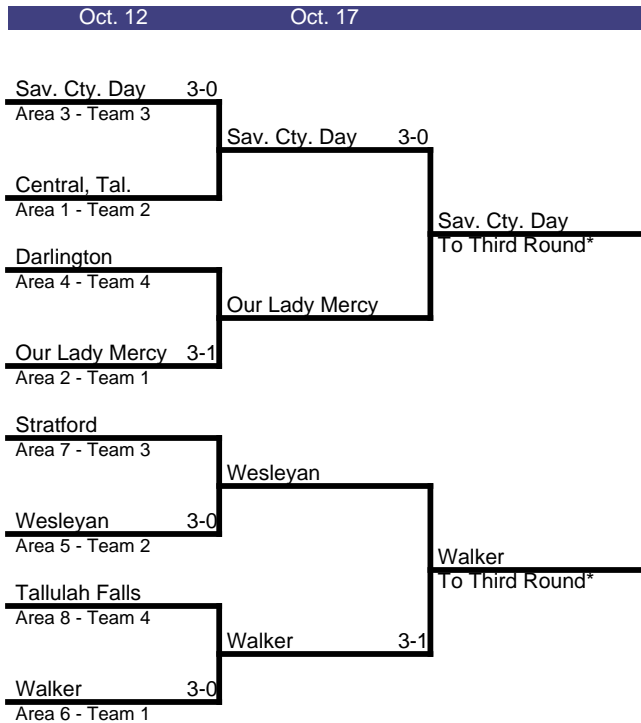 Oct. 12 Oct. 17
Sav. Cty. Day 3-0
Area 3 - Team 3
Sav. Cty. Day 3-0
Central, Tal.
Area 1 - Team 2
Sav. Cty. Day
To Third Round*
Darlington
Area 4 - Team 4
Our Lady Mercy
Our Lady Mercy 3-1
Area 2 - Team 1
Stratford
Area 7 - Team 3
Wesleyan
Wesleyan 3-0
Area 5 - Team 2
Walker
To Third Round*
Tallulah Falls
Area 8 - Team 4
Walker 3-1
Walker 3-0
Area 6 - Team 1